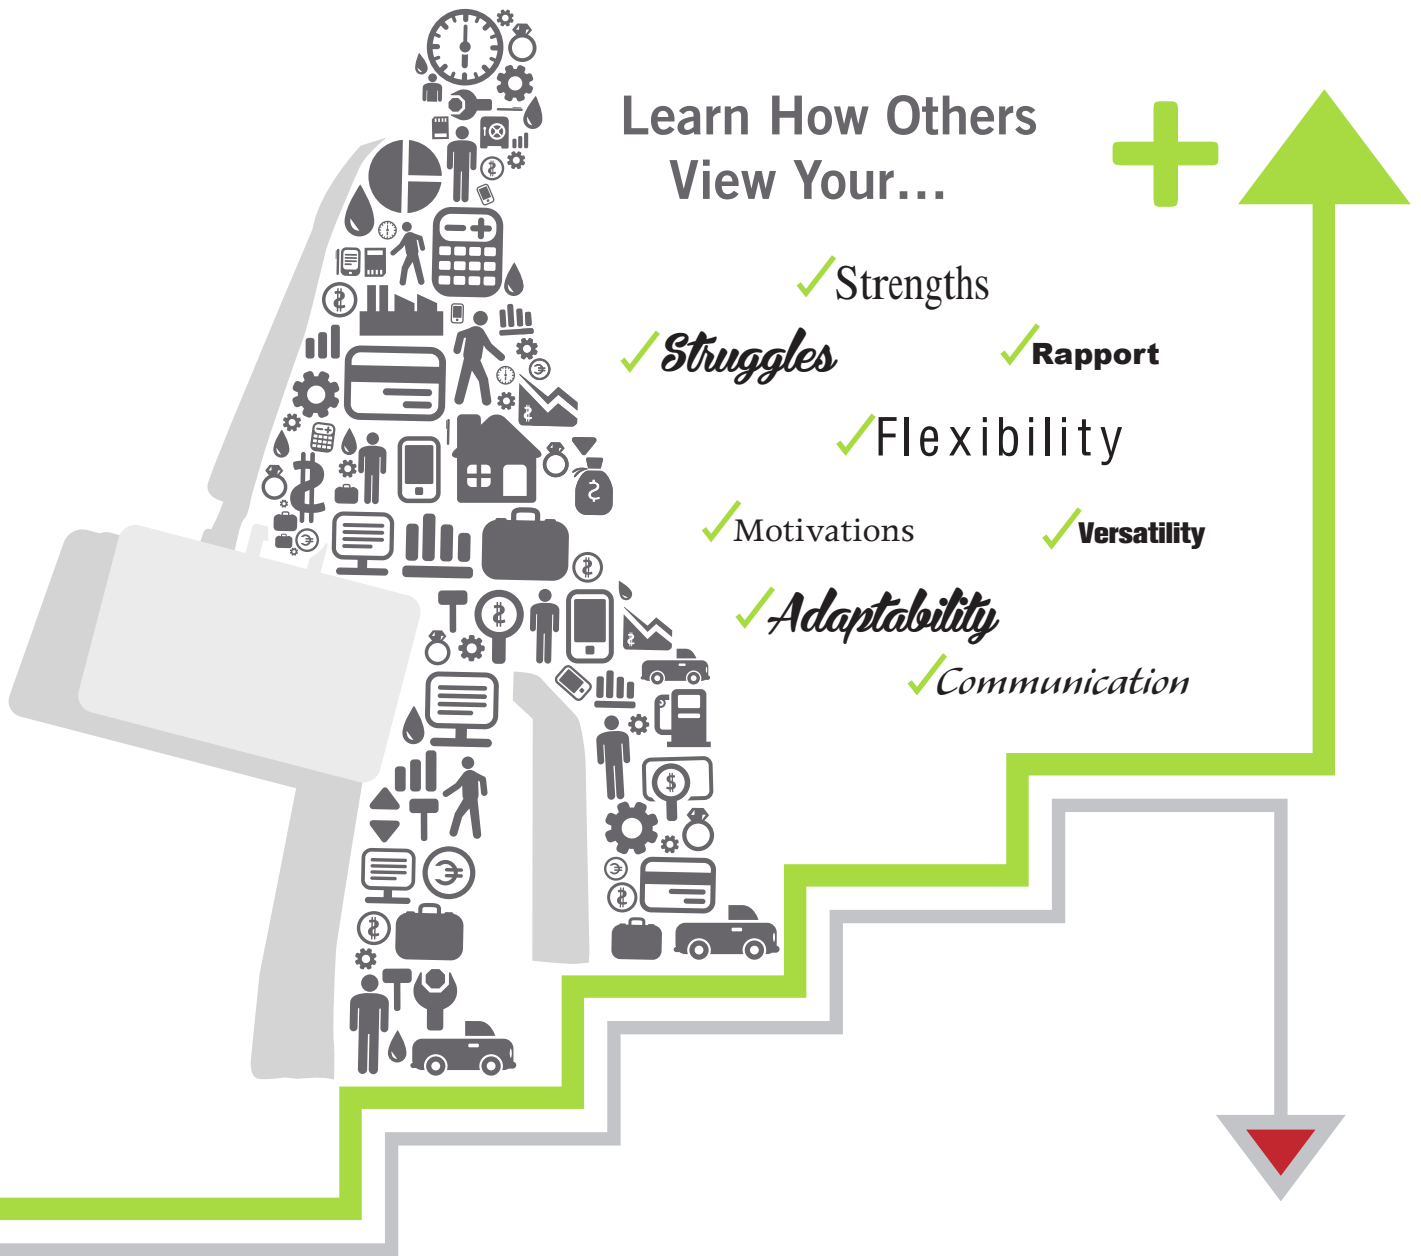 Learn How Others
View Your...
Strengths
Struggles
Rapport
Flexibility
Motivations
Versatility
Adaptability
Communication